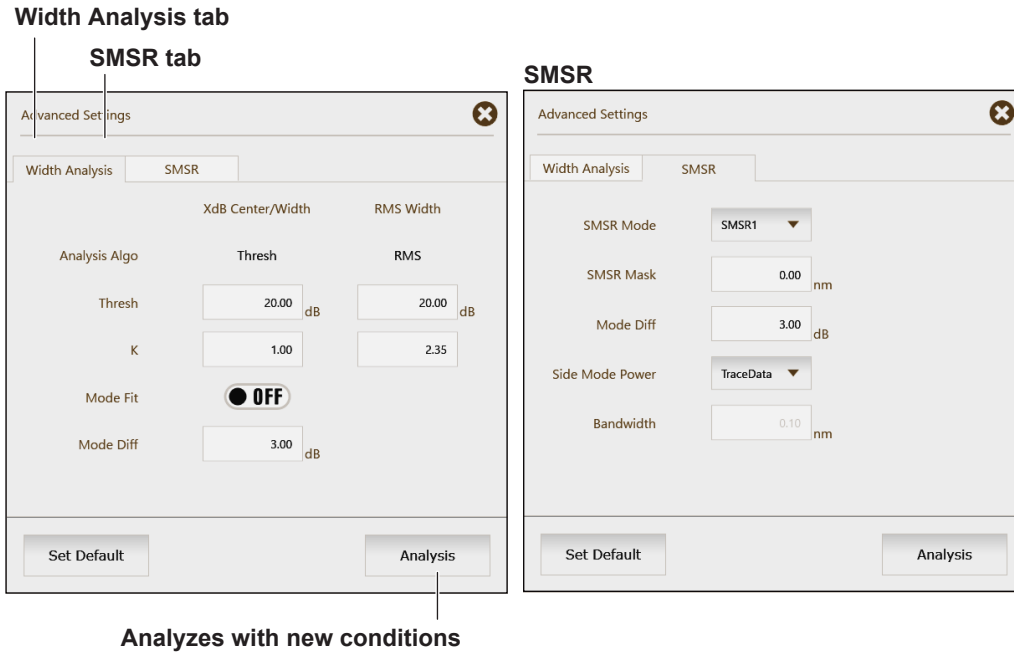 Width Analysis tab
SMSR tab
Advanced Settings
Width Analysis SMSR
XdB Center/Width RMS Width
Analysis Algo Thresh RMS
Thresh 20.00 dB 20.00 dB
K 1.00 2.35
Mode Fit OFF
Mode Diff 3.00 dB
Set Default Analysis
Analyzes with new conditions
SMSR
Advanced Settings
Width Analysis SMSR
SMSR Mode SMSR1
SMSR Mask 0.00 nm
Mode Diff 3.00 dB
Side Mode Power TraceData
Bandwidth 0.10 nm
Set Default Analysis